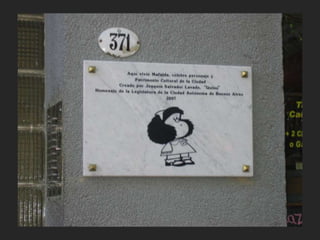 371
Aquí vivió Mafalda, célebre personaje y
Patrimonio Cultural de la Ciudad
Creado por Joaquín Salvador Lavado, "Quino"
Homenaje de la Legislatura de la Ciudad Autónoma de Buenos Aires
2007